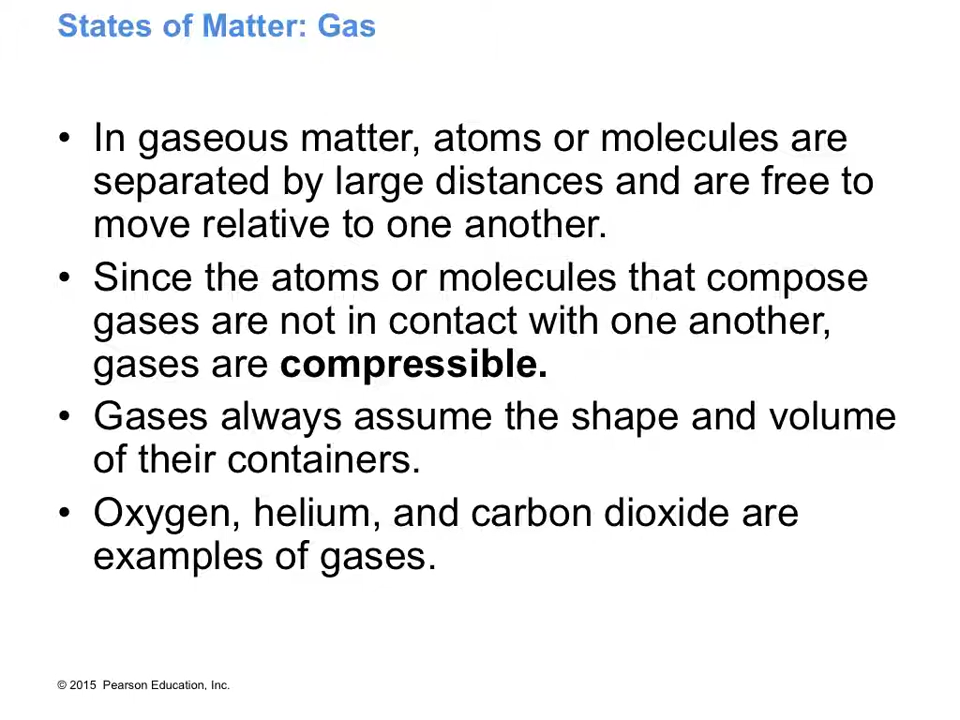 States of Matter: Gas
• In gaseous matter, atoms or molecules are
separated by large distances and are free to
move relative to one another.
• Since the atoms or molecules that compose
gases are not in contact with one another,
gases are compressible.
• Gases always assume the shape and volume
of their containers.
• Oxygen, helium, and carbon dioxide are
examples of gases.
© 2015 Pearson Education, Inc.